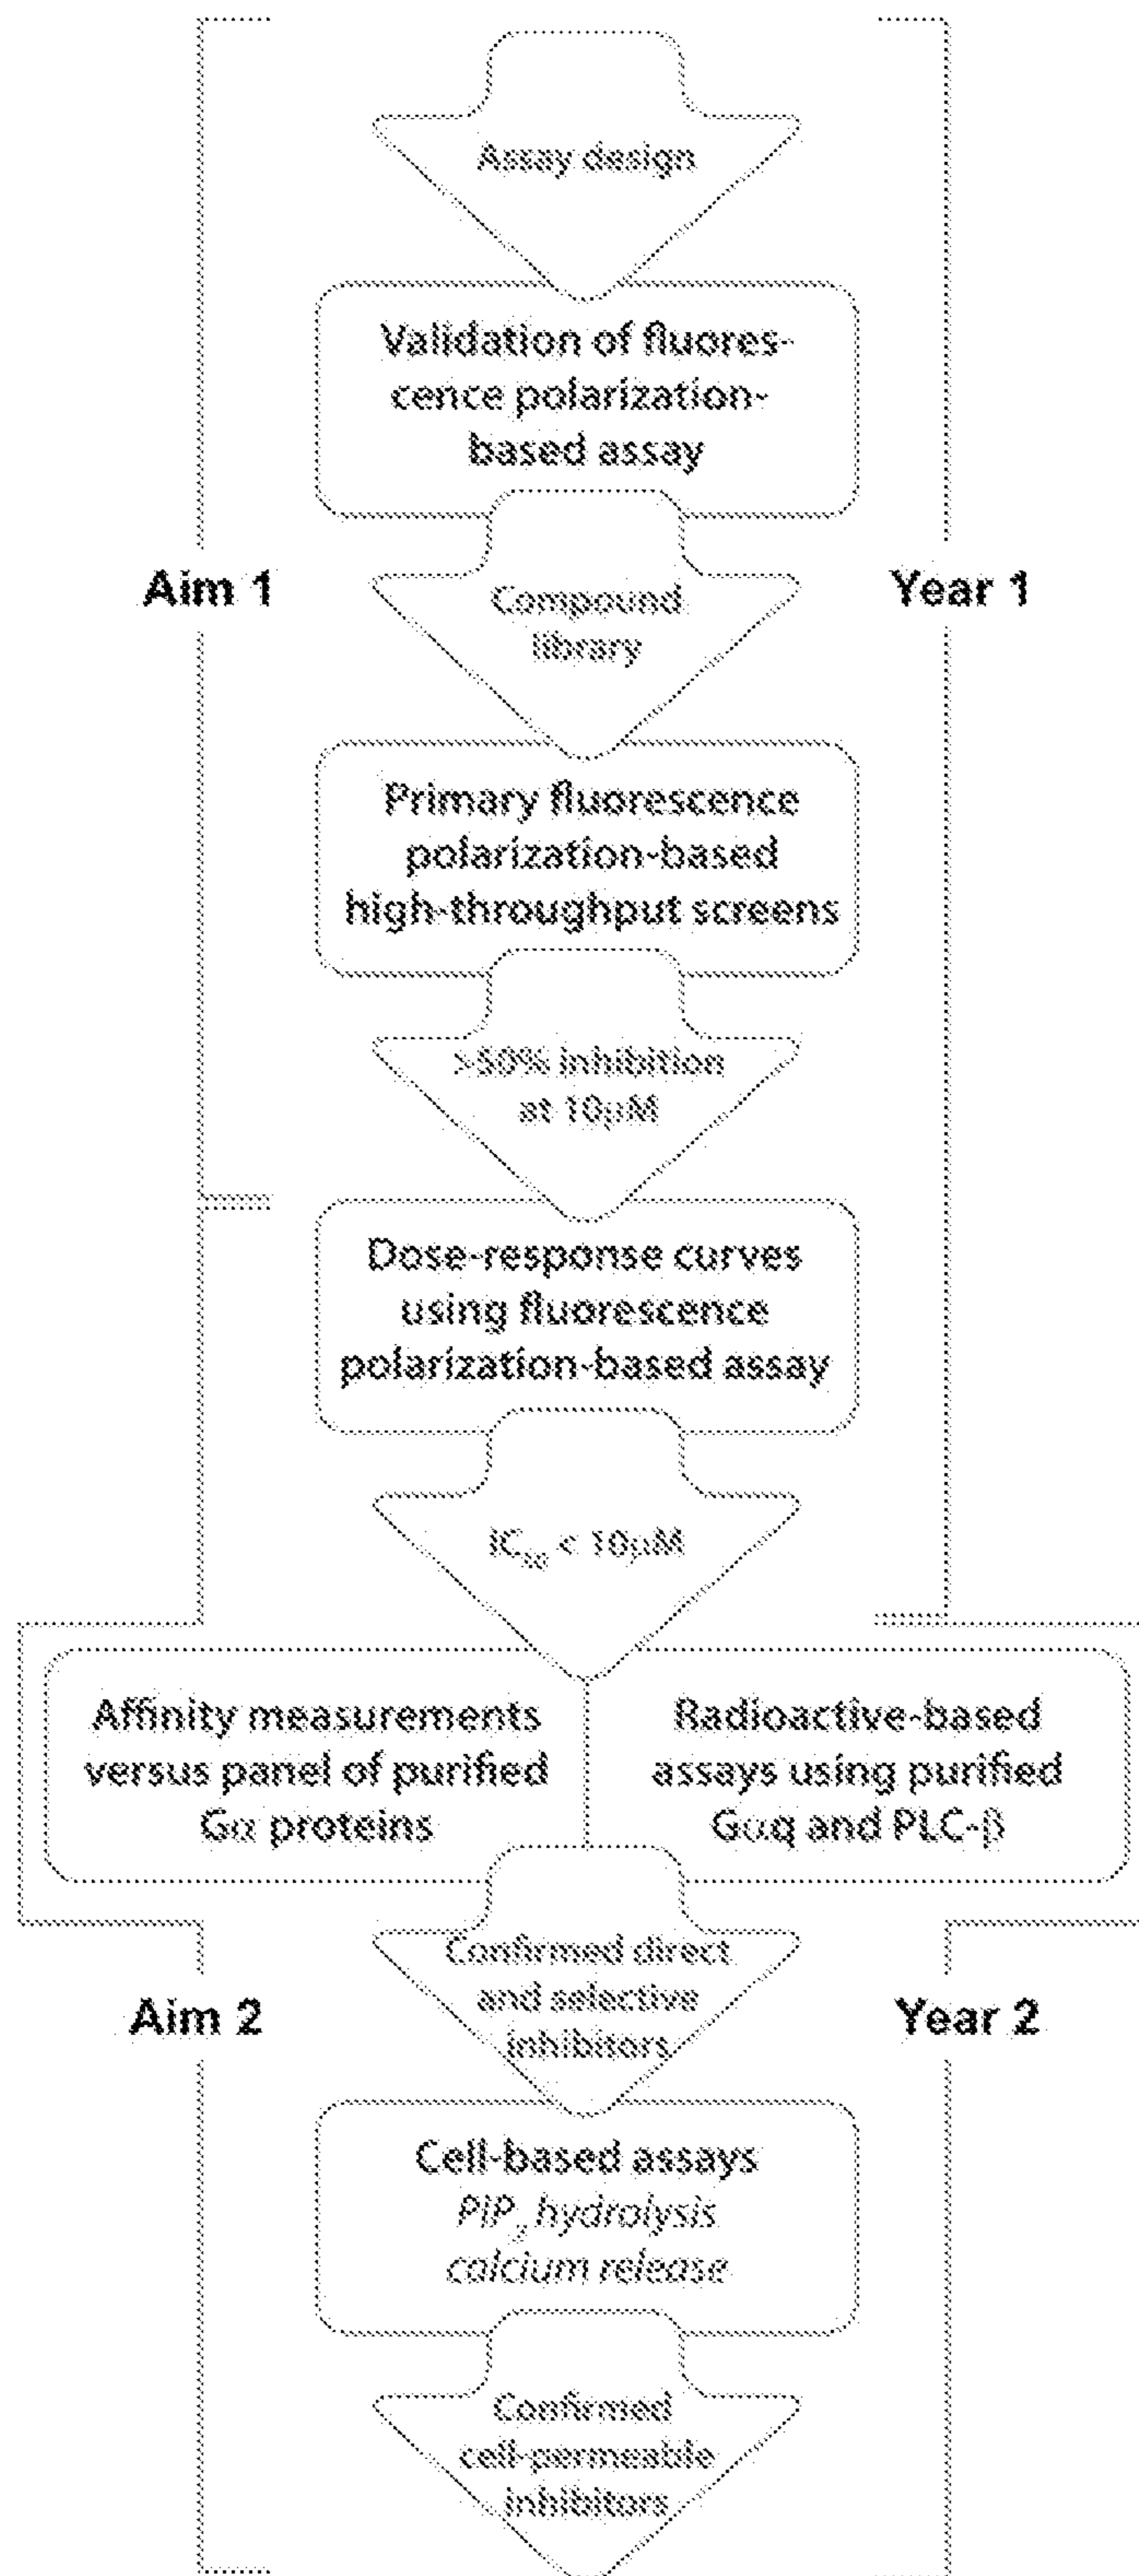 Assay design
Validation of fluores-
cence polarization-
based assay
Aim 1
Year 1
Compound
library
Primary fluorescence
polarization-based
high-throughput screens
>50% inhibition
at 10μM
Dose-response curves
using fluorescence
polarization-based assay
IC₅₀ < 10μM
Affinity measurements
versus panel of purified
Gα proteins
Radioactive-based
assays using purified
Gαq and PLC-β
Confirmed direct
and selective
inhibitors
Aim 2
Year 2
Cell-based assays
PIP₂ hydrolysis
calcium release
Confirmed
cell-permeable
inhibitors